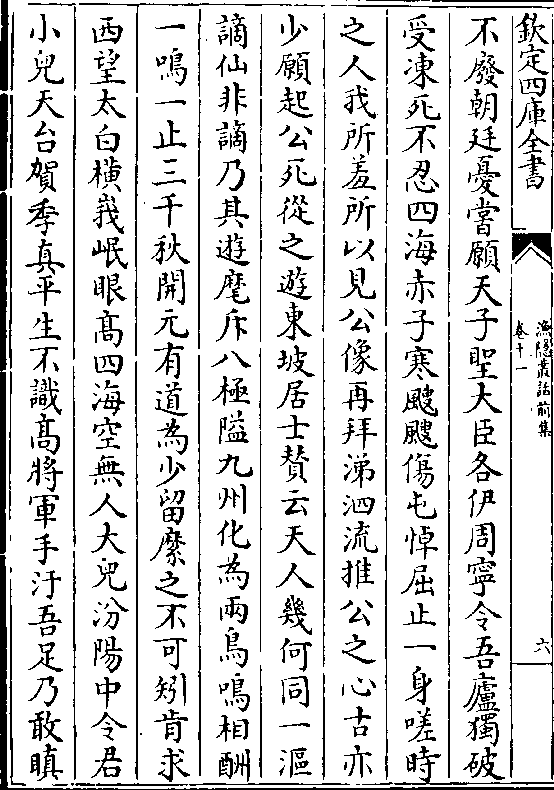 欽定四庫全書
漁隱叢話前集
卷十一
六
不廢朝廷憂嘗願天子聖大臣各伊周寧令吾廬獨破
受凍死不忍四海赤子寒颼颼傷屯悼屈止一身嗟時
之人我所羞所以見公像再拜涕泗流推公之心古亦
少願起公死從之遊東坡居士賛云天人幾何同一漚
謫仙非謫乃其遊麾斥八極隘九州化為兩鳥鳴相酬
一鳴一止三千秋開元有道為少留縻之不可矧肯求
西望太白橫峩岷眼髙四海空無人大兒汾陽中令君
小兒天台賀季真平生不識髙將軍手汙吾足乃敢瞋